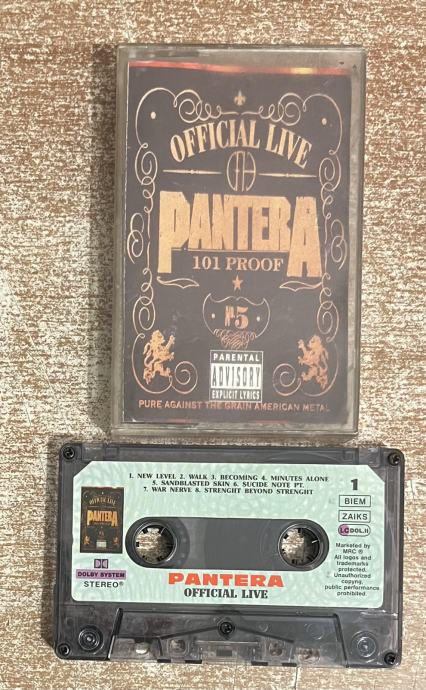 OFFICIAL LIVE
PANTERA
101 PROOF
Nº5
PARENTAL
ADVISORY
EXPLICIT LYRICS
PURE AGAINST THE GRAIN AMERICAN METAL
1. NEW LEVEL 2. WALK 3. BECOMING 4. MINUTES ALONE
5. SANDBLASTED SKIN 6. SUCIDE NOTE PT.
7. WAR NERVE 8. STRENGHT BEYOND STRENGHT
1
BIEM
ZAiKS
OFFICIAL LIVE
PANTERA
DOLBY SYSTEM
STEREO
PANTERA
OFFICIAL LIVE
Marketed by
MRC ®
All logos and
trademarks
protected.
Unauthorized
copyng,
public performance
prohibited.